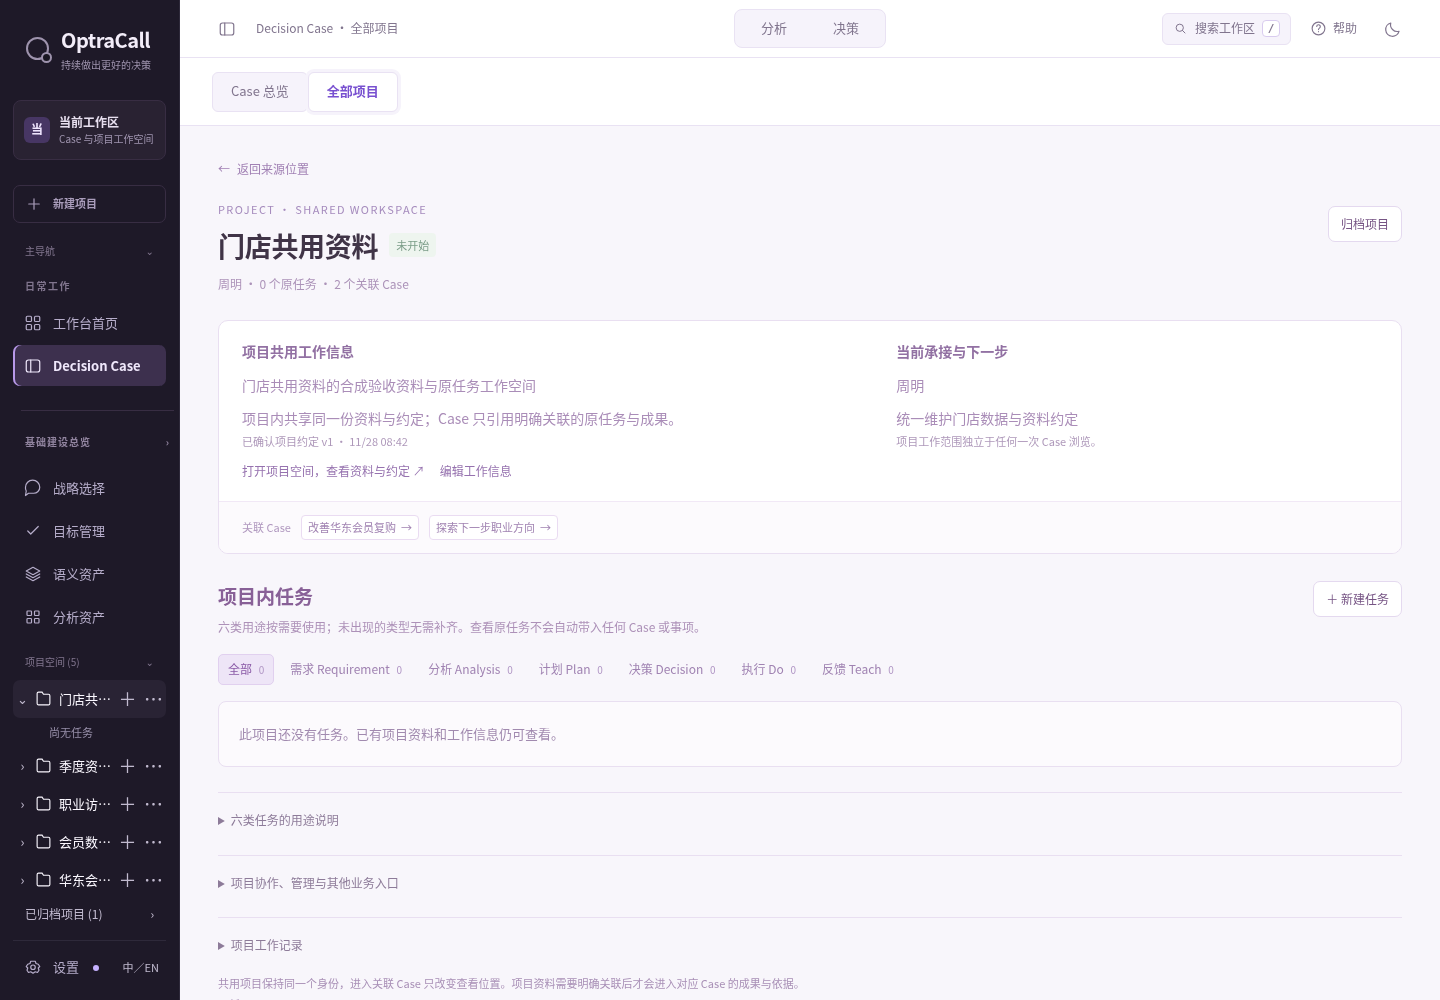 OptraCall
持续做出更好的决策
当
当前工作区
Case 与项目工作空间
新建项目
主导航
日常工作
工作台首页
Decision Case
基础建设总览
战略选择
目标管理
语义资产
分析资产
项目空间 (5)
门店共…
尚无任务
季度资…
职业访…
会员数…
华东会…
已归档项目 (1)
设置
中／EN
Decision Case · 全部项目
分析
决策
搜索工作区 /
帮助
Case 总览
全部项目
← 返回来源位置
PROJECT · SHARED WORKSPACE
门店共用资料
未开始
周明 · 0 个原任务 · 2 个关联 Case
归档项目
项目共用工作信息
门店共用资料的合成验收资料与原任务工作空间
项目内共享同一份资料与约定；Case 只引用明确关联的原任务与成果。
已确认项目约定 v1 · 11/28 08:42
打开项目空间，查看资料与约定 ↗
编辑工作信息
当前承接与下一步
周明
统一维护门店数据与资料约定
项目工作范围独立于任何一次 Case 浏览。
关联 Case
改善华东会员复购 →
探索下一步职业方向 →
项目内任务
六类用途按需要使用；未出现的类型无需补齐。查看原任务不会自动带入任何 Case 或事项。
＋ 新建任务
全部 0
需求 Requirement 0
分析 Analysis 0
计划 Plan 0
决策 Decision 0
执行 Do 0
反馈 Teach 0
此项目还没有任务。已有项目资料和工作信息仍可查看。
▶ 六类任务的用途说明
▶ 项目协作、管理与其他业务入口
▶ 项目工作记录
共用项目保持同一个身份，进入关联 Case 只改变查看位置。项目资料需要明确关联后才会进入对应 Case 的成果与依据。